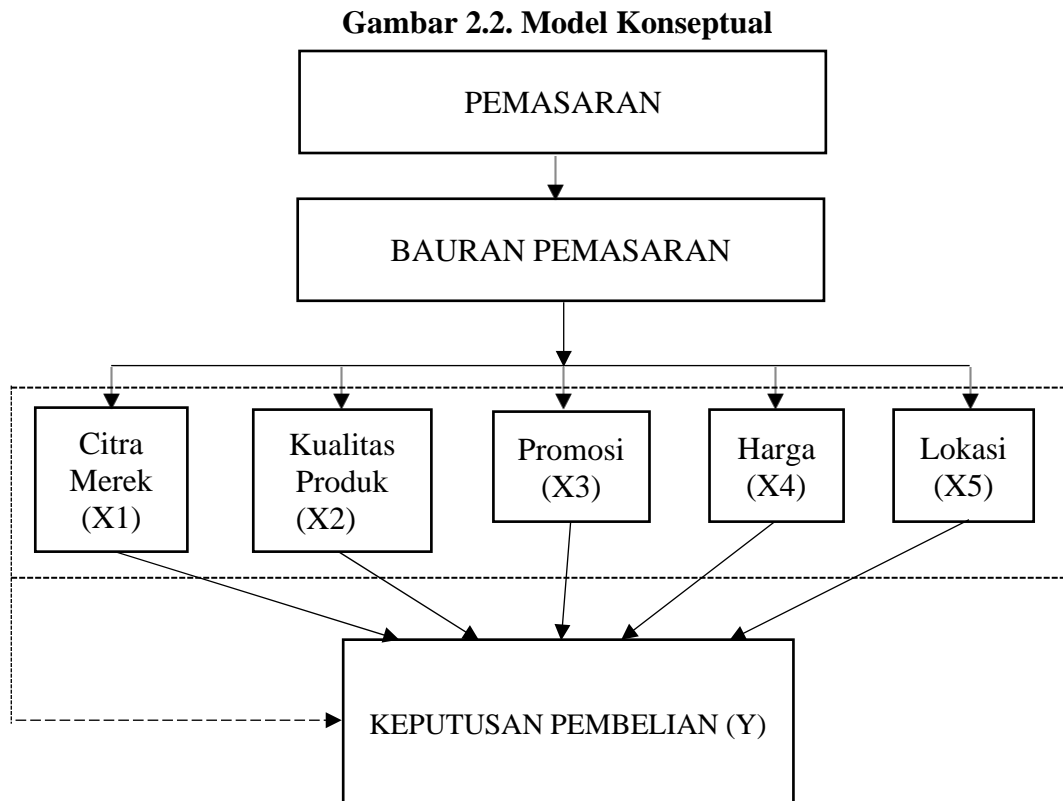 Gambar 2.2. Model Konseptual
PEMASARAN
BAURAN PEMASARAN
Citra
Merek
(X1)
Kualitas
Produk
(X2)
Promosi
(X3)
Harga
(X4)
Lokasi
(X5)
KEPUTUSAN PEMBELIAN (Y)